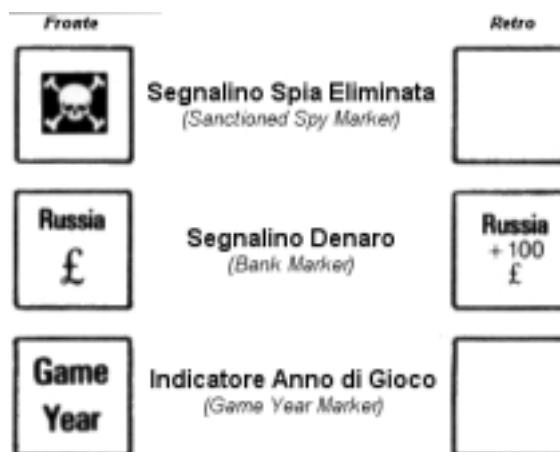 Fronte
Retro
Segnalino Spia Eliminata
(Sanctioned Spy Marker)
Russia
£
Segnalino Denaro
(Bank Marker)
Russia
+100
£
Game
Year
Indicatore Anno di Gioco
(Game Year Marker)